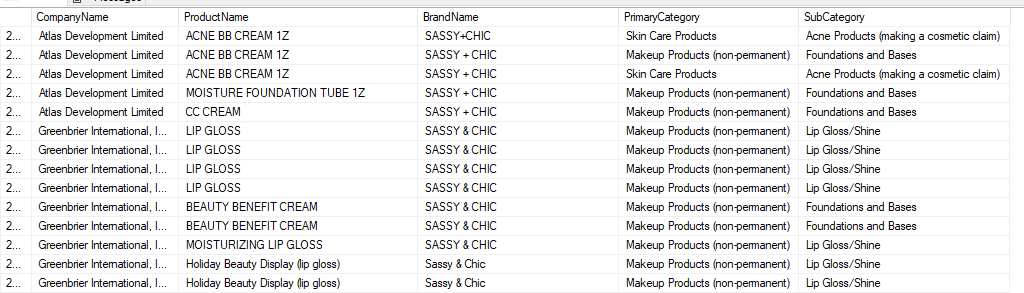 CompanyName ProductName BrandName PrimaryCategory SubCategory
2... Atlas Development Limited ACNE BB CREAM 1Z SASSY+CHIC Skin Care Products Acne Products (making a cosmetic claim)
2... Atlas Development Limited ACNE BB CREAM 1Z SASSY + CHIC Makeup Products (non-permanent) Foundations and Bases
2... Atlas Development Limited ACNE BB CREAM 1Z SASSY + CHIC Skin Care Products Acne Products (making a cosmetic claim)
2... Atlas Development Limited MOISTURE FOUNDATION TUBE 1Z SASSY + CHIC Makeup Products (non-permanent) Foundations and Bases
2... Atlas Development Limited CC CREAM SASSY + CHIC Makeup Products (non-permanent) Foundations and Bases
2... Greenbrier International, I... LIP GLOSS SASSY & CHIC Makeup Products (non-permanent) Lip Gloss/Shine
2... Greenbrier International, I... LIP GLOSS SASSY & CHIC Makeup Products (non-permanent) Lip Gloss/Shine
2... Greenbrier International, I... LIP GLOSS SASSY & CHIC Makeup Products (non-permanent) Lip Gloss/Shine
2... Greenbrier International, I... LIP GLOSS SASSY & CHIC Makeup Products (non-permanent) Lip Gloss/Shine
2... Greenbrier International, I... BEAUTY BENEFIT CREAM SASSY & CHIC Makeup Products (non-permanent) Foundations and Bases
2... Greenbrier International, I... BEAUTY BENEFIT CREAM SASSY & CHIC Makeup Products (non-permanent) Foundations and Bases
2... Greenbrier International, I... MOISTURIZING LIP GLOSS SASSY & CHIC Makeup Products (non-permanent) Lip Gloss/Shine
2... Greenbrier International, I... Holiday Beauty Display (lip gloss) Sassy & Chic Makeup Products (non-permanent) Lip Gloss/Shine
2... Greenbrier International, I... Holiday Beauty Display (lip gloss) Sassy & Chic Makeup Products (non-permanent) Lip Gloss/Shine